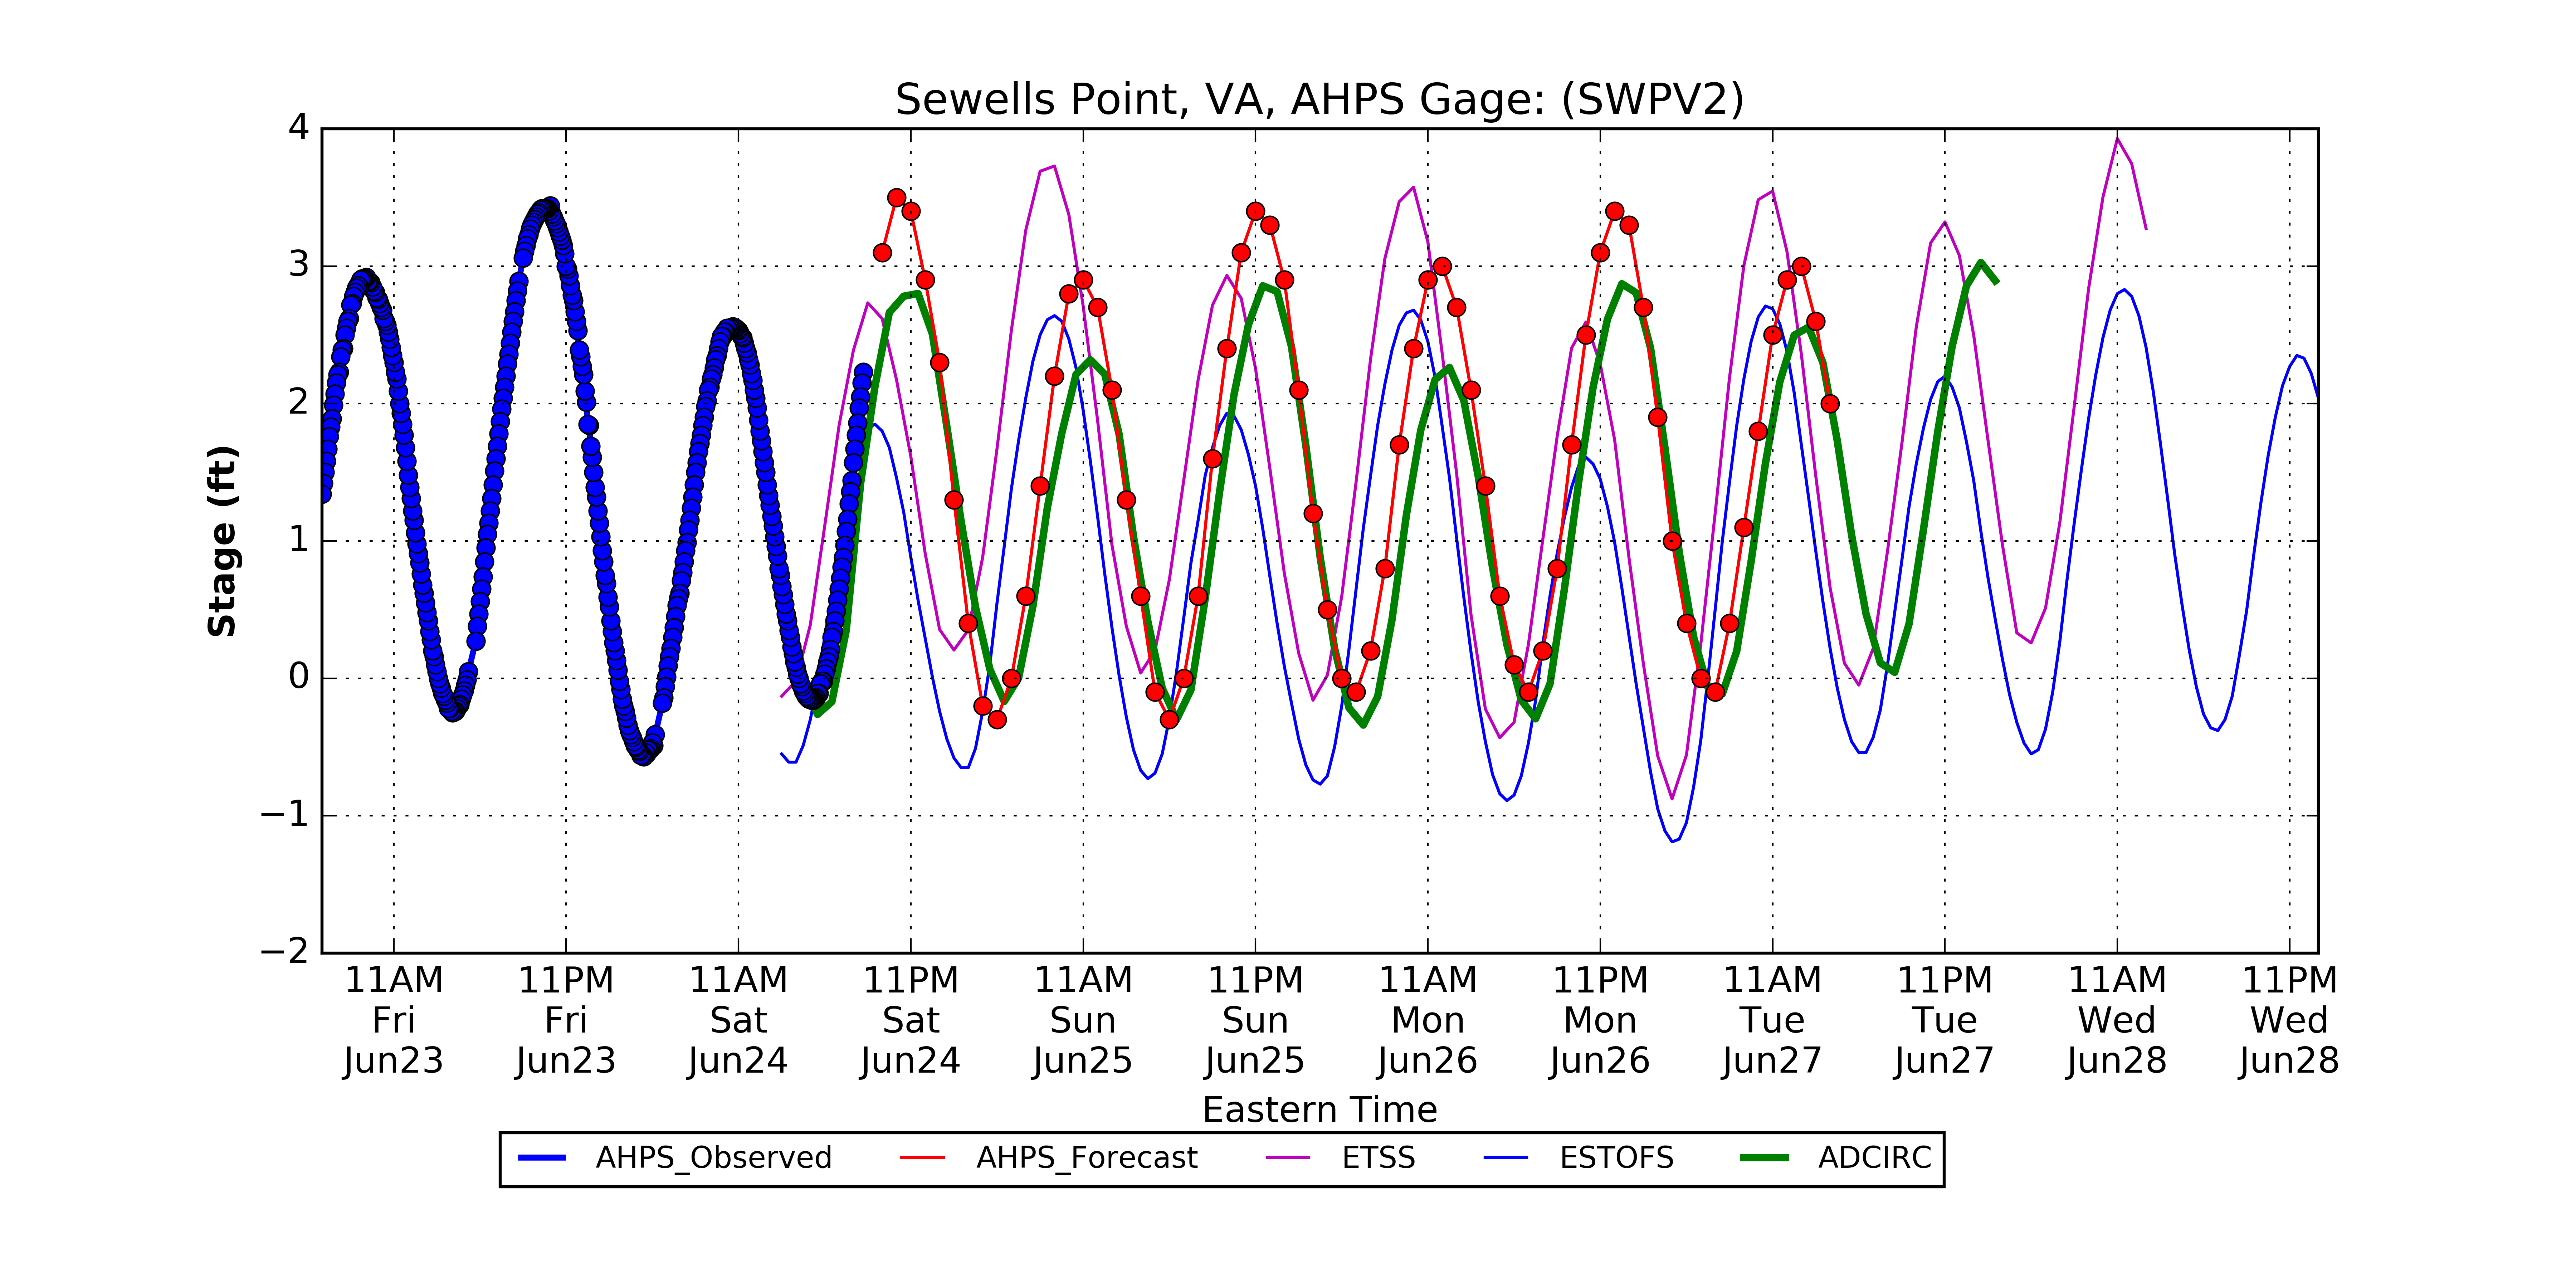 Sewells Point, VA, AHPS Gage: (SWPV2)
4
3
2
1
0
−1
−2
Stage (ft)
11AM 11PM 11AM 11PM 11AM 11PM 11AM 11PM 11AM 11PM 11AM 11PM
Fri Fri Sat Sat Sun Sun Mon Mon Tue Tue Wed Wed
Jun23 Jun23 Jun24 Jun24 Jun25 Jun25 Jun26 Jun26 Jun27 Jun27 Jun28 Jun28
Eastern Time
AHPS_Observed AHPS_Forecast ETSS ESTOFS ADCIRC